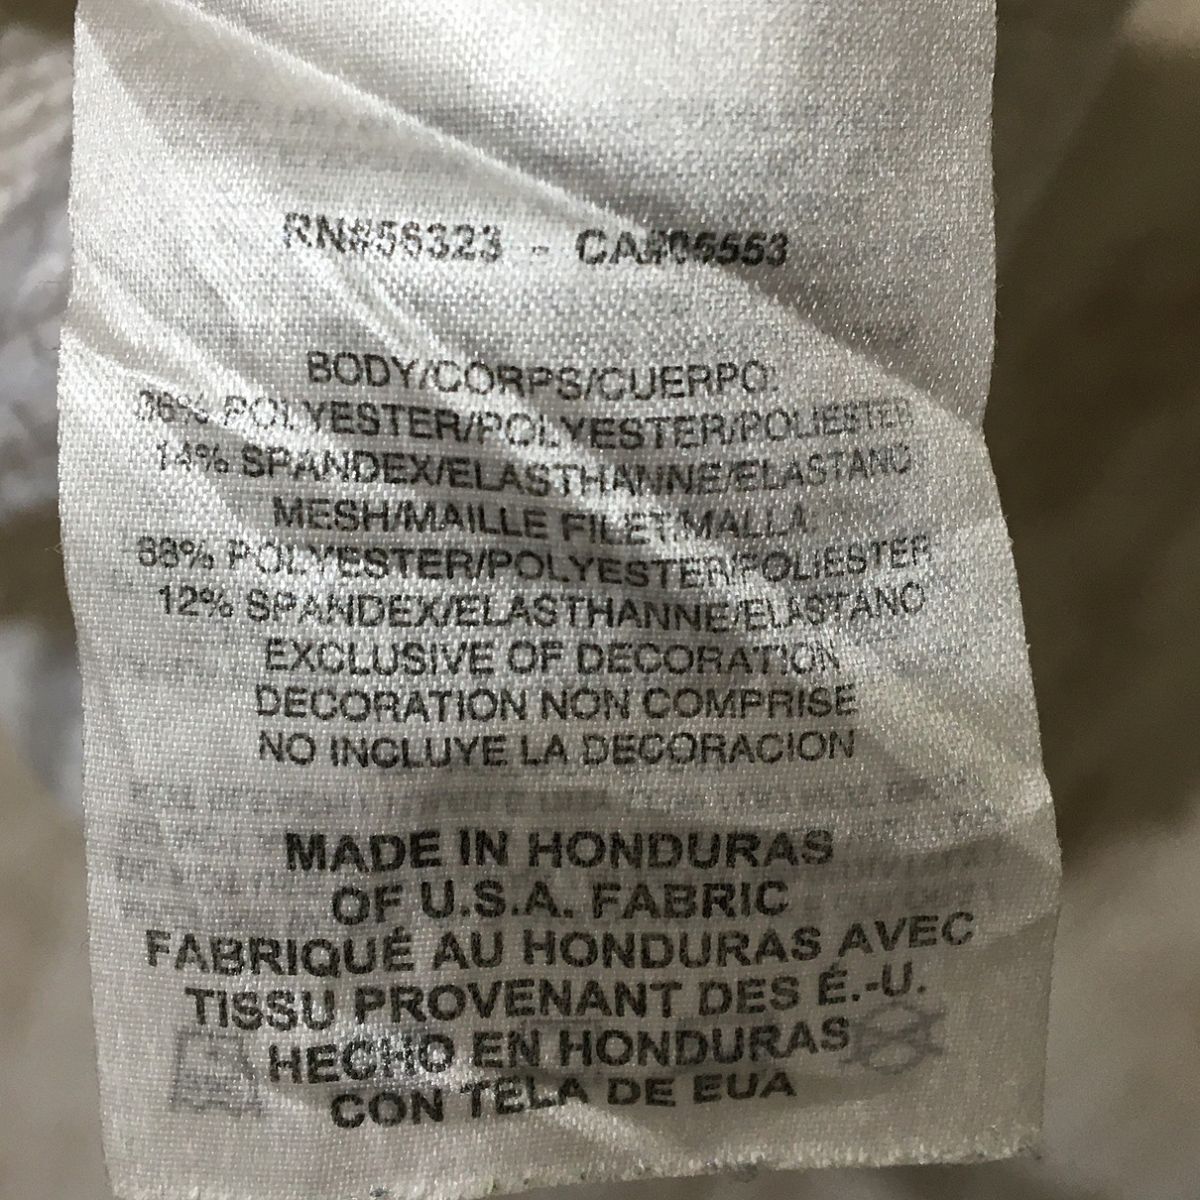 RN#56323 - CA#06553
BODY/CORPS/CUERPO:
86% POLYESTER/POLYESTER/POLIESTER
14% SPANDEX/ELASTHANNE/ELASTANO
MESH/MAILLE FILET/MALLA:
88% POLYESTER/POLYESTER/POLIESTER
12% SPANDEX/ELASTHANNE/ELASTANO
EXCLUSIVE OF DECORATION
DECORATION NON COMPRISE
NO INCLUYE LA DECORACION
MADE IN HONDURAS
OF U.S.A. FABRIC
FABRIQUÉ AU HONDURAS AVEC
TISSU PROVENANT DES É.-U.
HECHO EN HONDURAS
CON TELA DE EUA